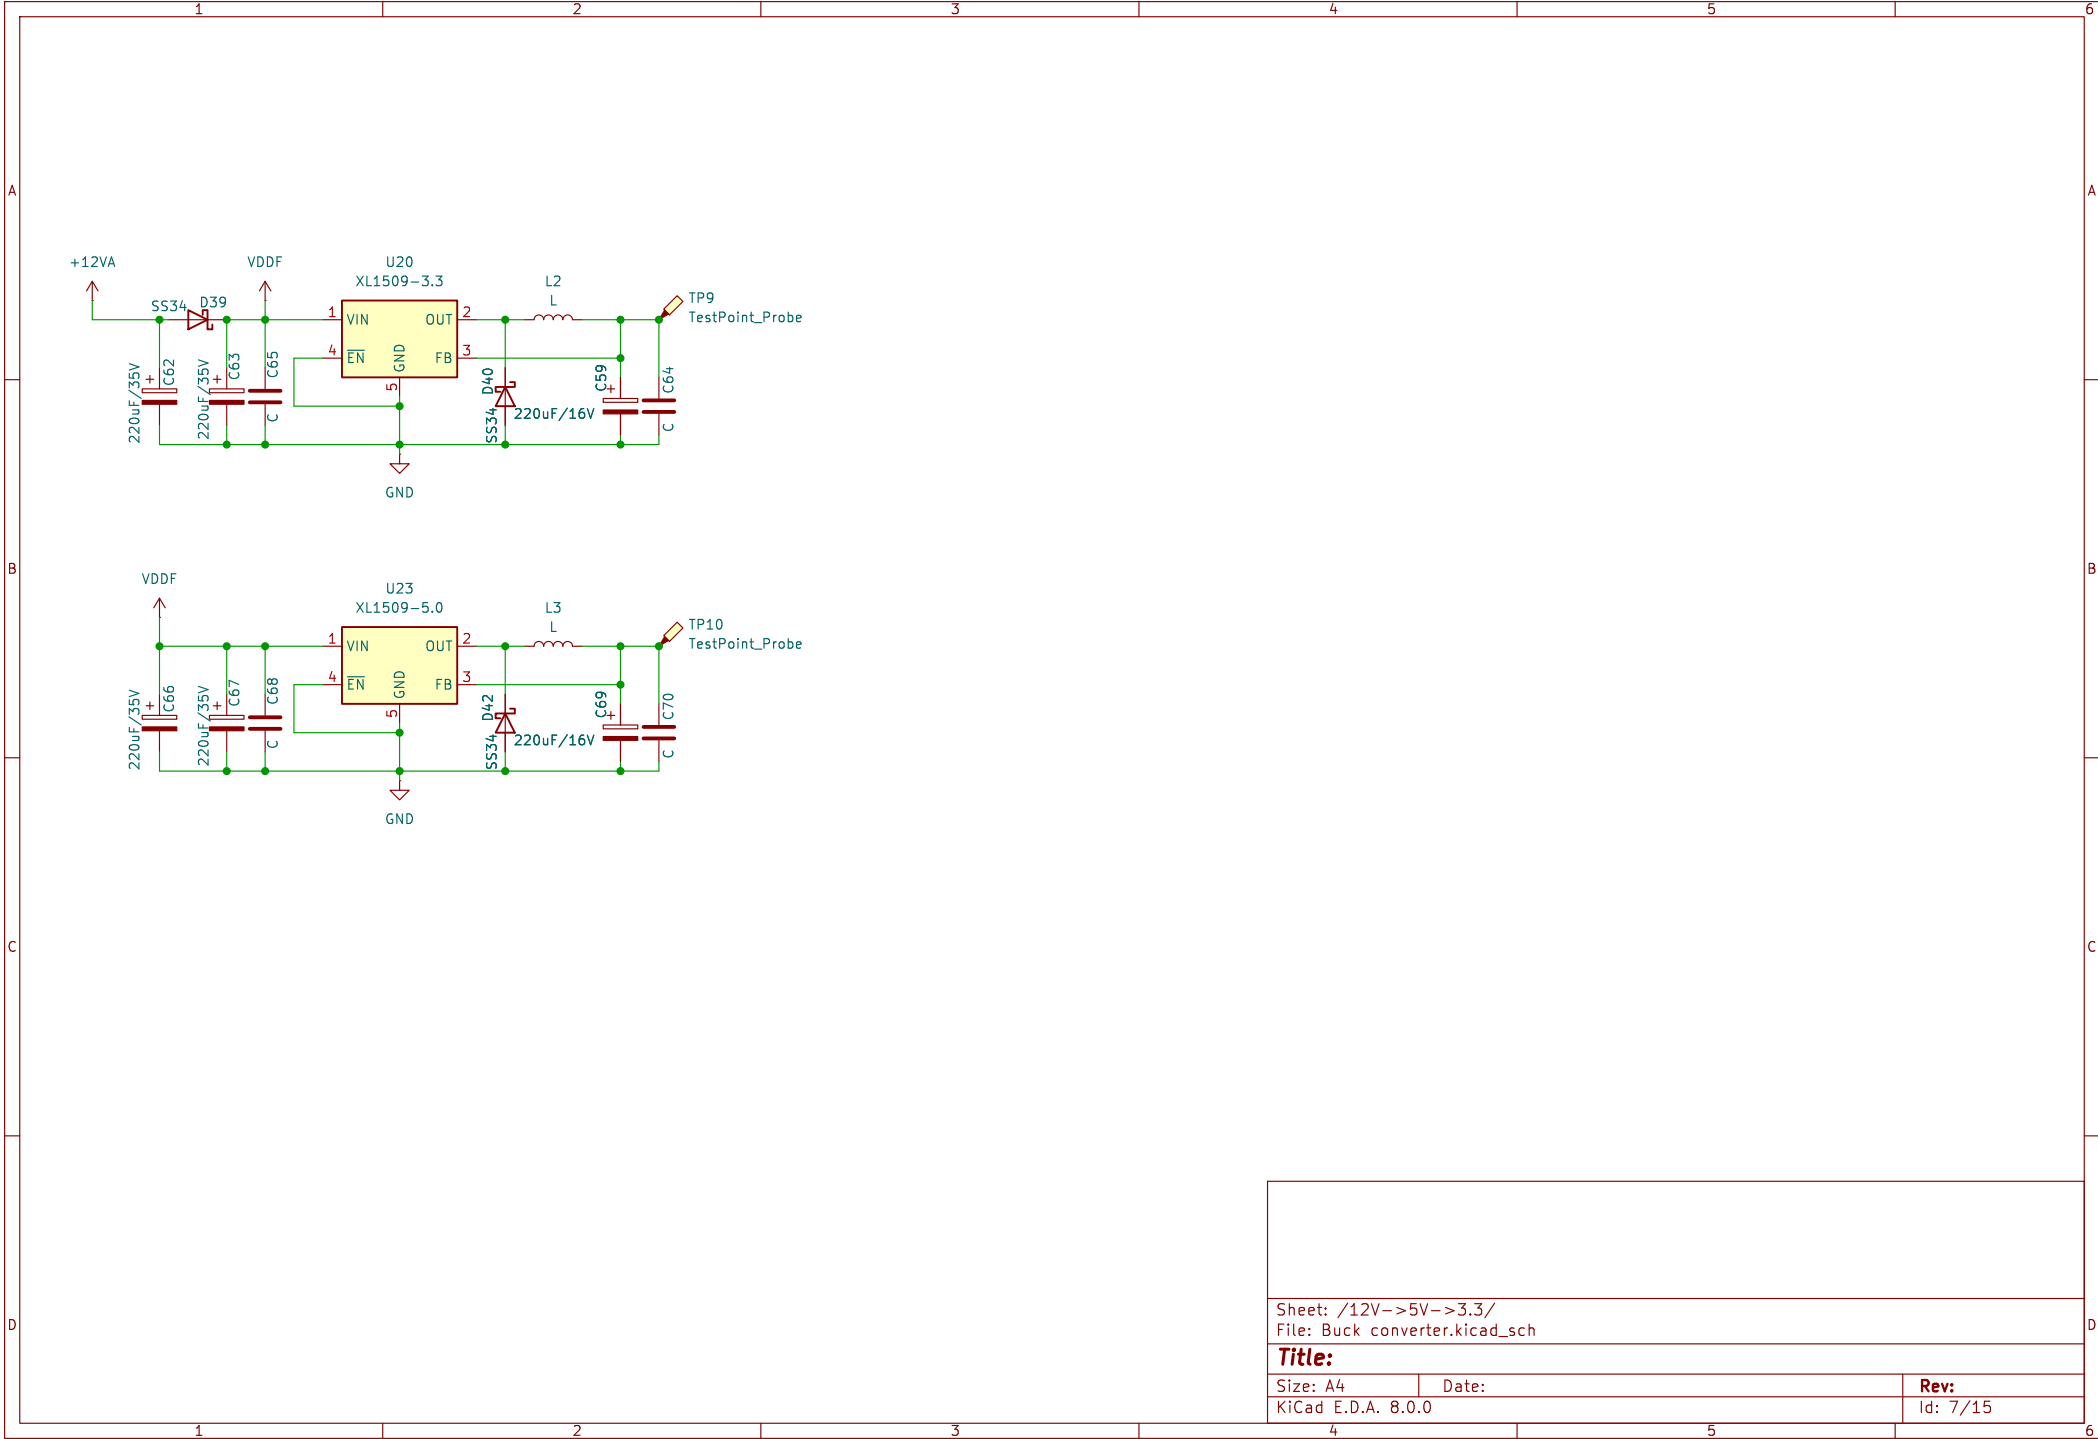 1 2 3 4 5 6
A A
+12VA
VDDF
U20
XL1509-3.3
L2
L
TP9
TestPoint_Probe
SS34
D39
1 VIN OUT 2
4 EN GND FB 3
5
+ C62
220uF/35V
+ C63
220uF/35V
C65
C
D40
SS34
C59
+
220uF/16V
C64
C
GND
B B
VDDF
U23
XL1509-5.0
L3
L
TP10
TestPoint_Probe
1 VIN OUT 2
4 EN GND FB 3
5
+ C66
220uF/35V
+ C67
220uF/35V
C68
C
D42
SS34
C69
+
220uF/16V
C70
C
GND
C C
D D
Sheet: /12V->5V->3.3/
File: Buck converter.kicad_sch
Title:
Size: A4 Date: Rev:
KiCad E.D.A. 8.0.0 Id: 7/15
1 2 3 4 5 6